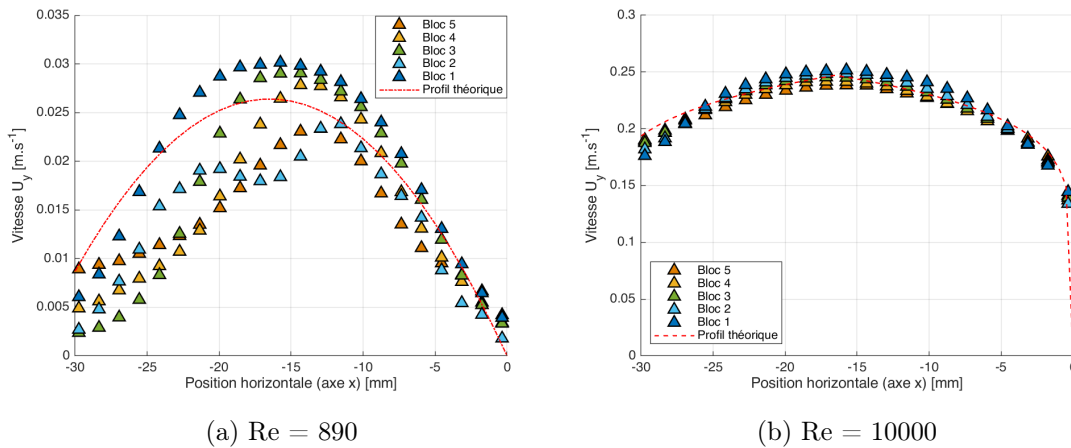 0.035
0.03
0.025
0.02
0.015
0.01
0.005
0
-30
-25
-20
-15
-10
-5
0
Vitesse U_y [m.s⁻¹]
Position horizontale (axe x) [mm]
Bloc 5
Bloc 4
Bloc 3
Bloc 2
Bloc 1
Profil théorique
(a) Re = 890
0.3
0.25
0.2
0.15
0.1
0.05
0
-30
-25
-20
-15
-10
-5
0
Vitesse U_y [m.s⁻¹]
Position horizontale (axe x) [mm]
Bloc 5
Bloc 4
Bloc 3
Bloc 2
Bloc 1
Profil théorique
(b) Re = 10000